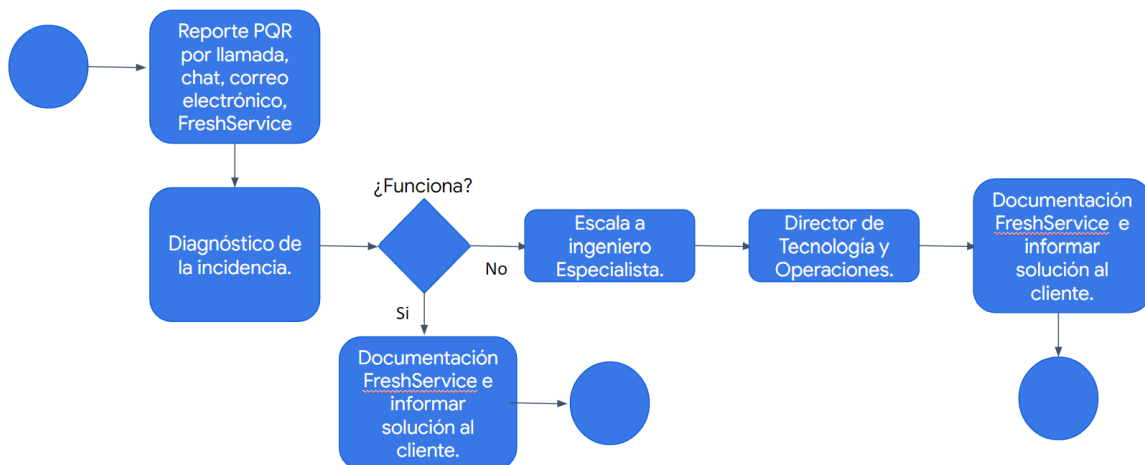 Reporte PQR
por llamada,
chat, correo
electrónico,
FreshService
Diagnóstico de
la incidencia.
¿Funciona?
No
Si
Escala a
ingeniero
Especialista.
Director de
Tecnología y
Operaciones.
Documentación
FreshService e
informar
solución al
cliente.
Documentación
FreshService e
informar
solución al
cliente.